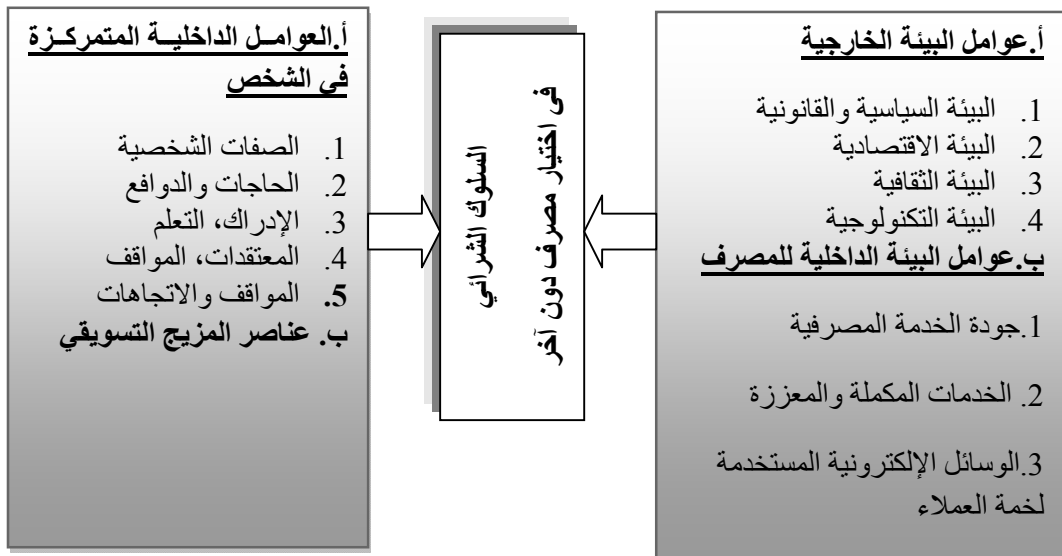 أ.عوامل البيئة الخارجية
1. البيئة السياسية والقانونية
2. البيئة الاقتصادية
3. البيئة الثقافية
4. البيئة التكنولوجية
ب.عوامل البيئة الداخلية للمصرف
1.جودة الخدمة المصرفية
2. الخدمات المكملة والمعززة
3.الوسائل الإلكترونية المستخدمة
لخمة العملاء
السلوك الشرائي
في اختيار مصرف دون آخر
أ.العوامل الداخلية المتمركزة
في الشخص
1. الصفات الشخصية
2. الحاجات والدوافع
3. الإدراك، التعلم
4. المعتقدات، المواقف
5. المواقف والاتجاهات
ب. عناصر المزيج التسويقي